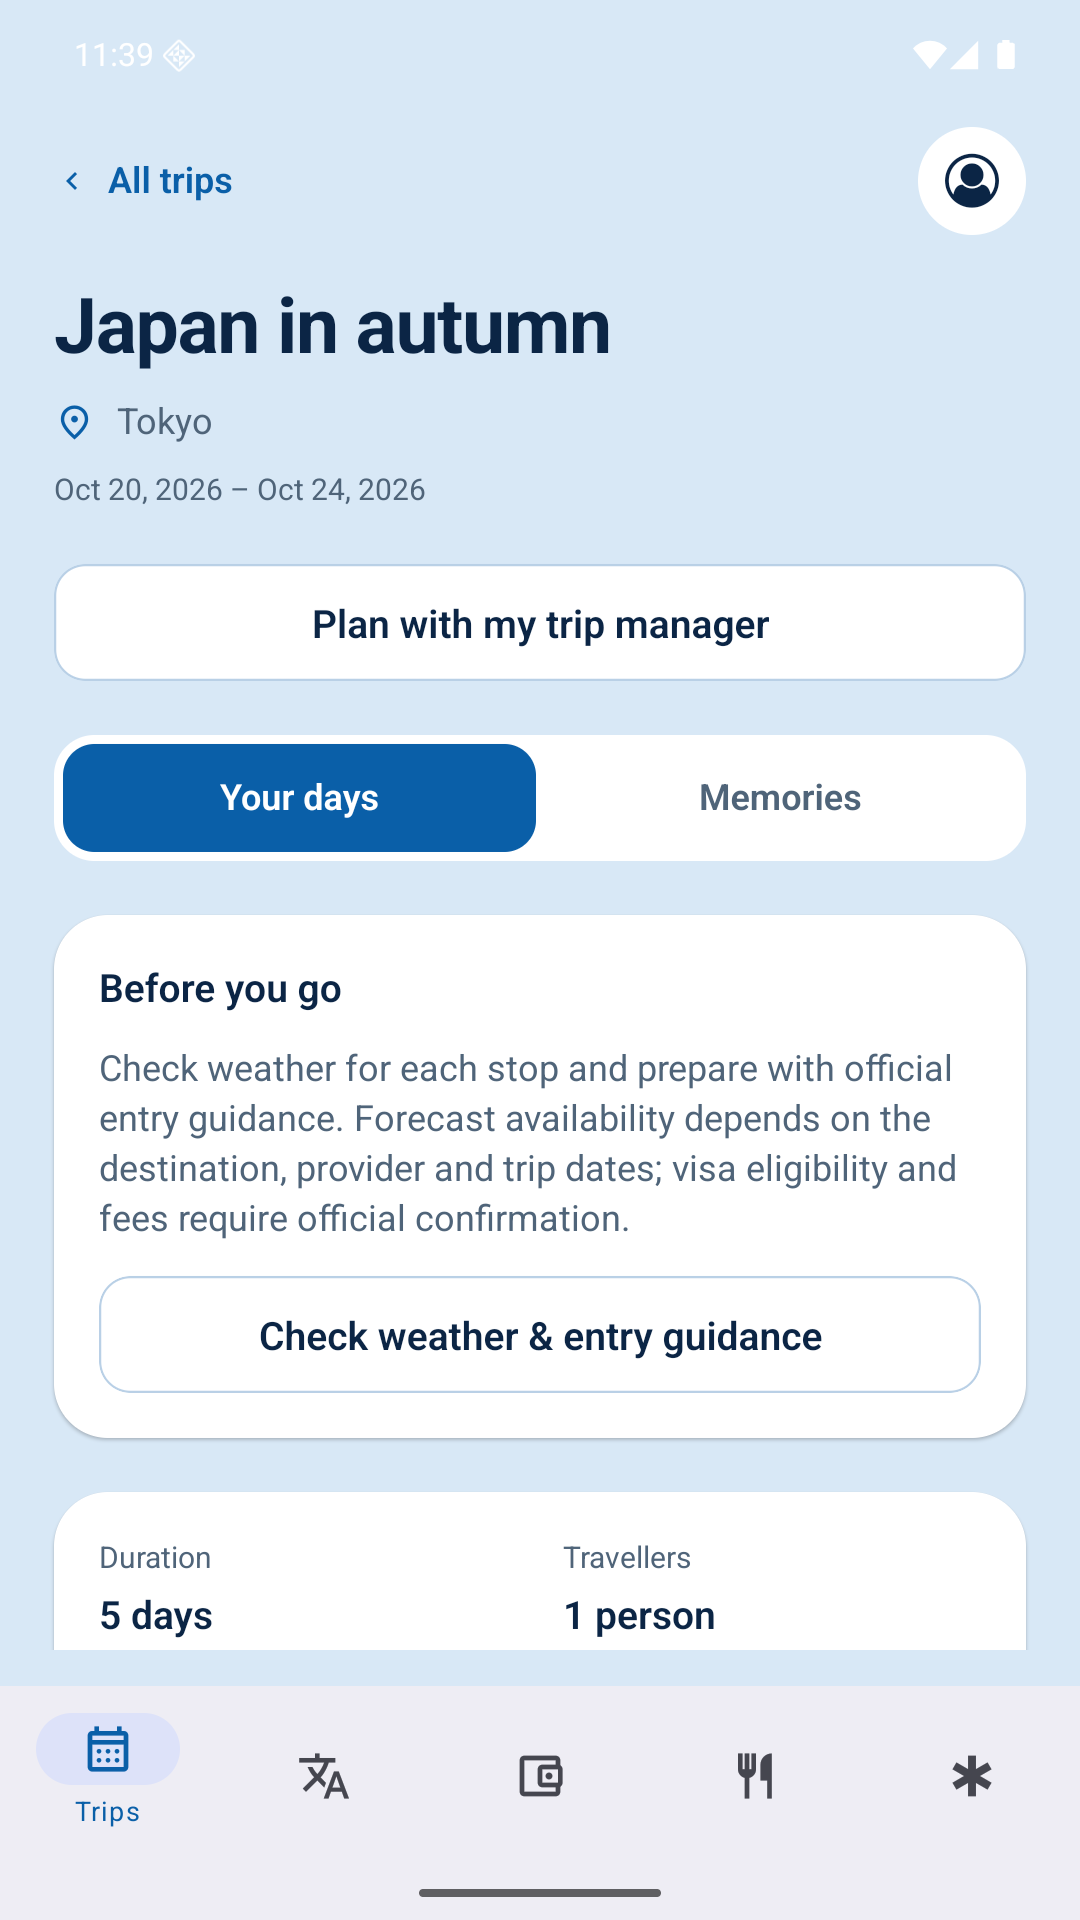 11:39
All trips
Japan in autumn
Tokyo
Oct 20, 2026 – Oct 24, 2026
Plan with my trip manager
Your days
Memories
Before you go
Check weather for each stop and prepare with official
entry guidance. Forecast availability depends on the
destination, provider and trip dates; visa eligibility and
fees require official confirmation.
Check weather & entry guidance
Duration
Travellers
5 days
1 person
Trips